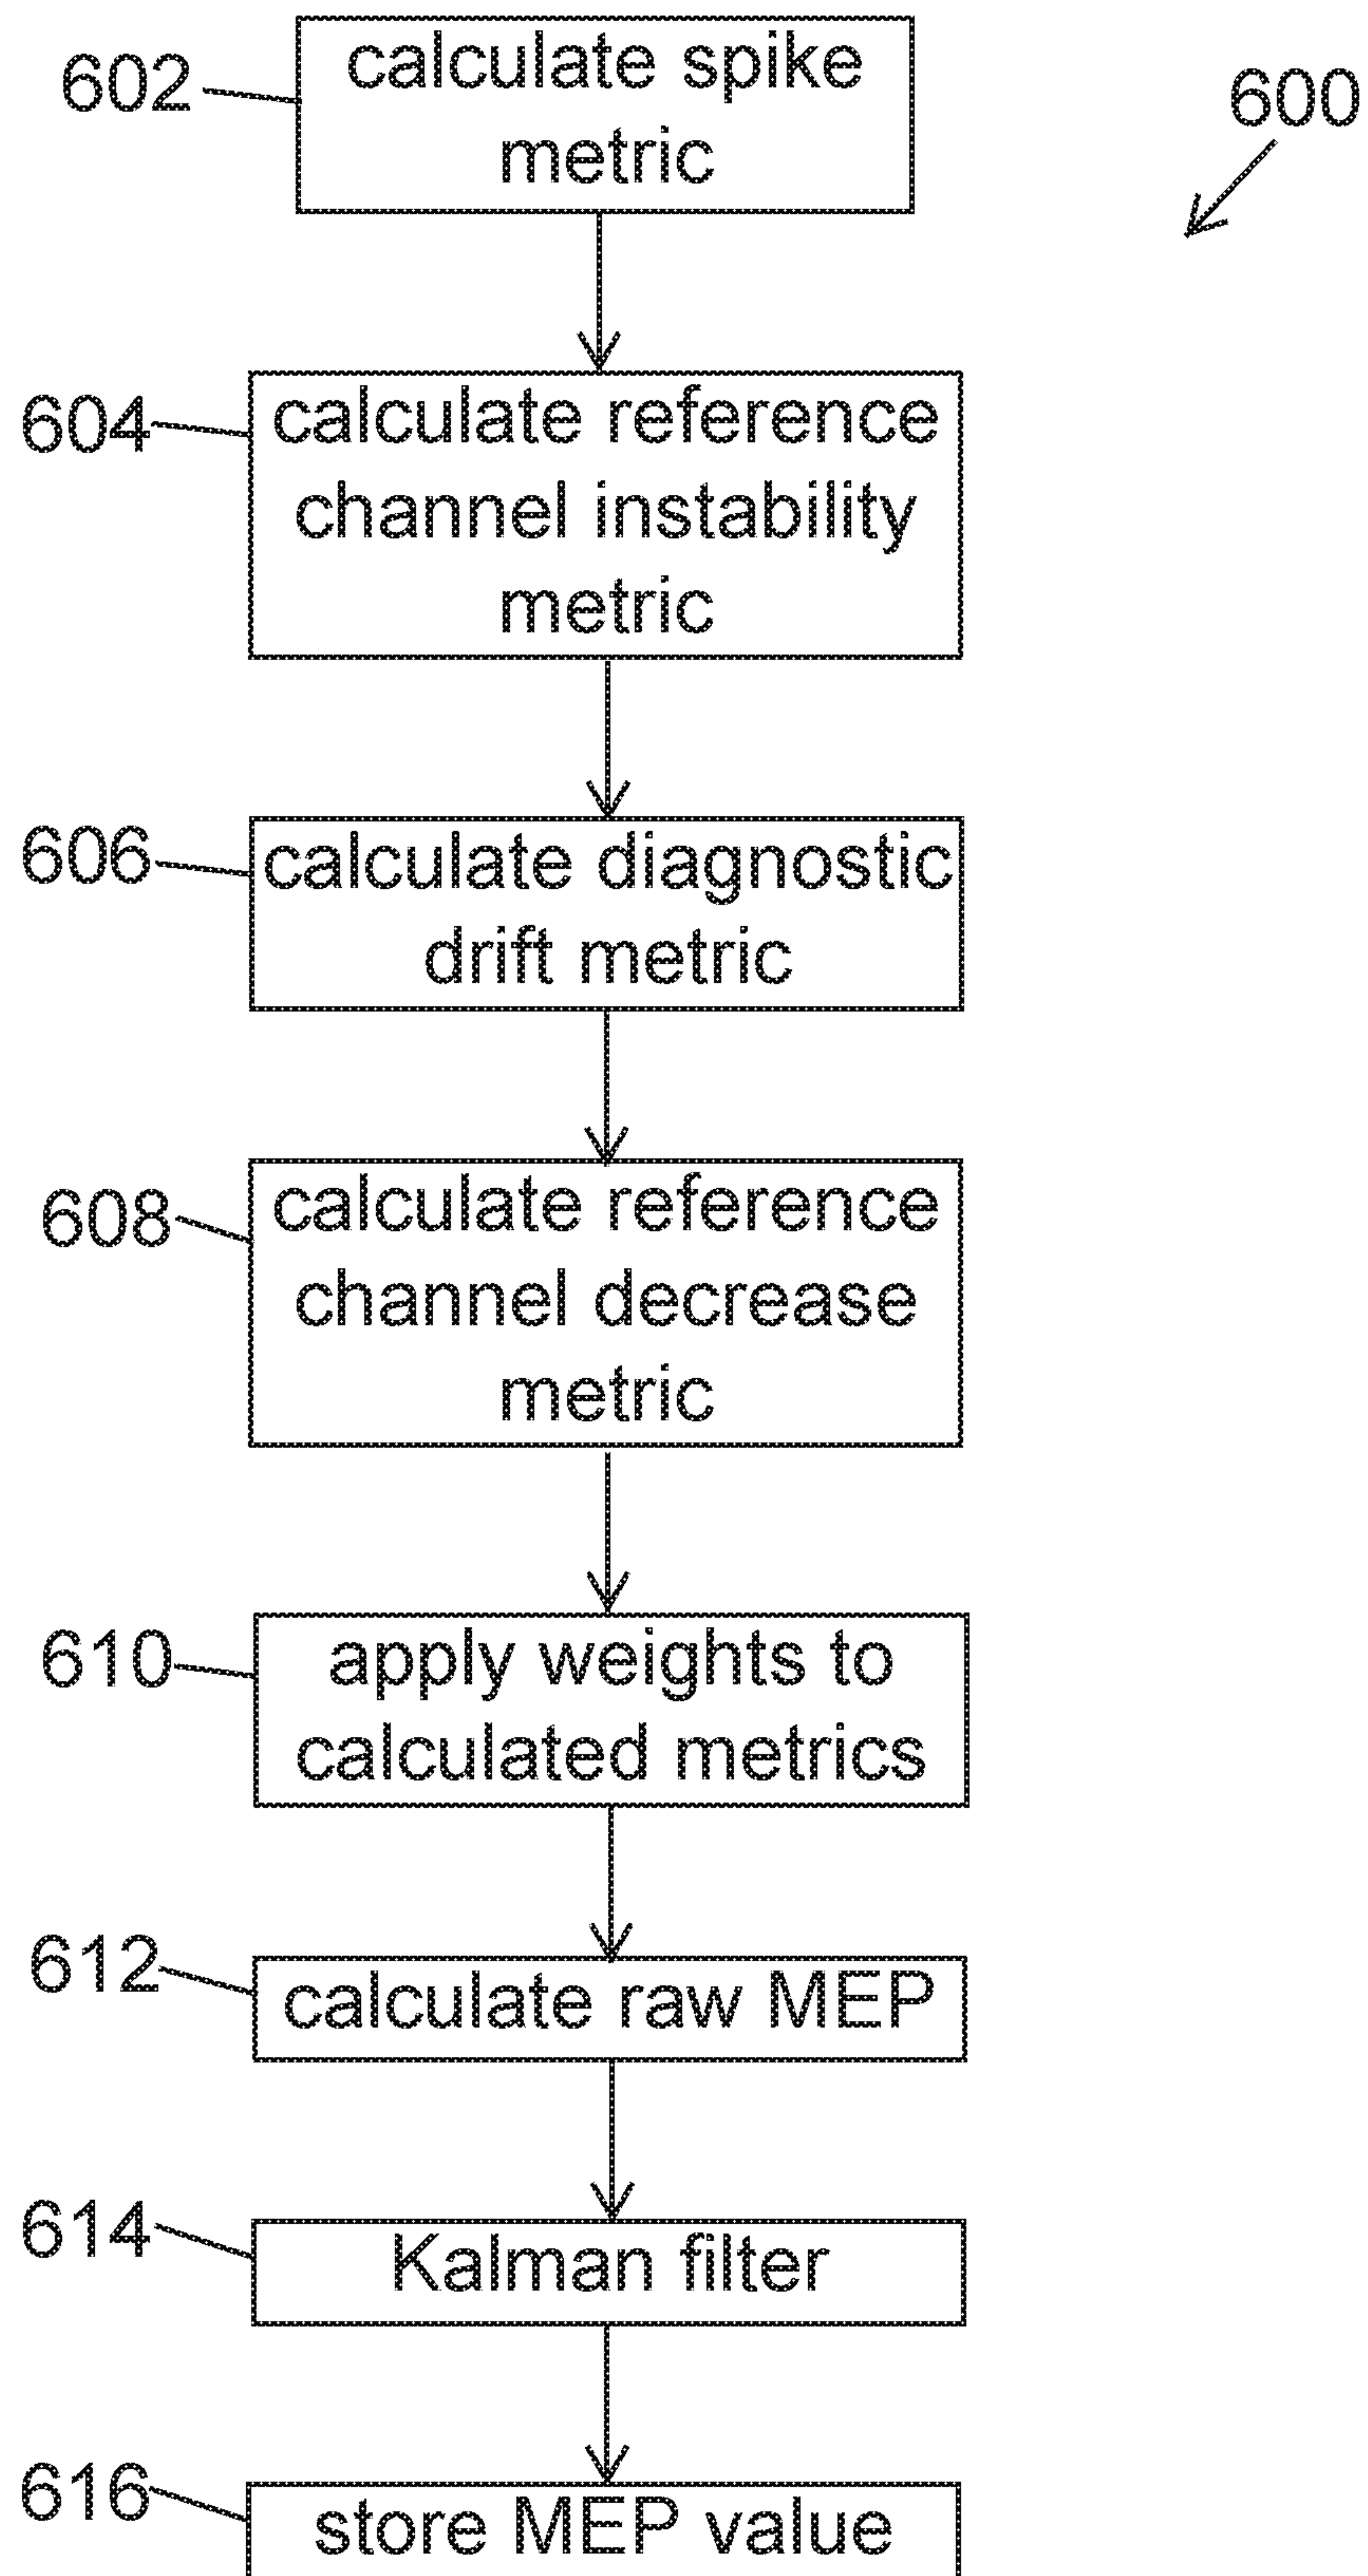 602
calculate spike
metric
600
604
calculate reference
channel instability
metric
606
calculate diagnostic
drift metric
608
calculate reference
channel decrease
metric
610
apply weights to
calculated metrics
612
calculate raw MEP
614
Kalman filter
616
store MEP value